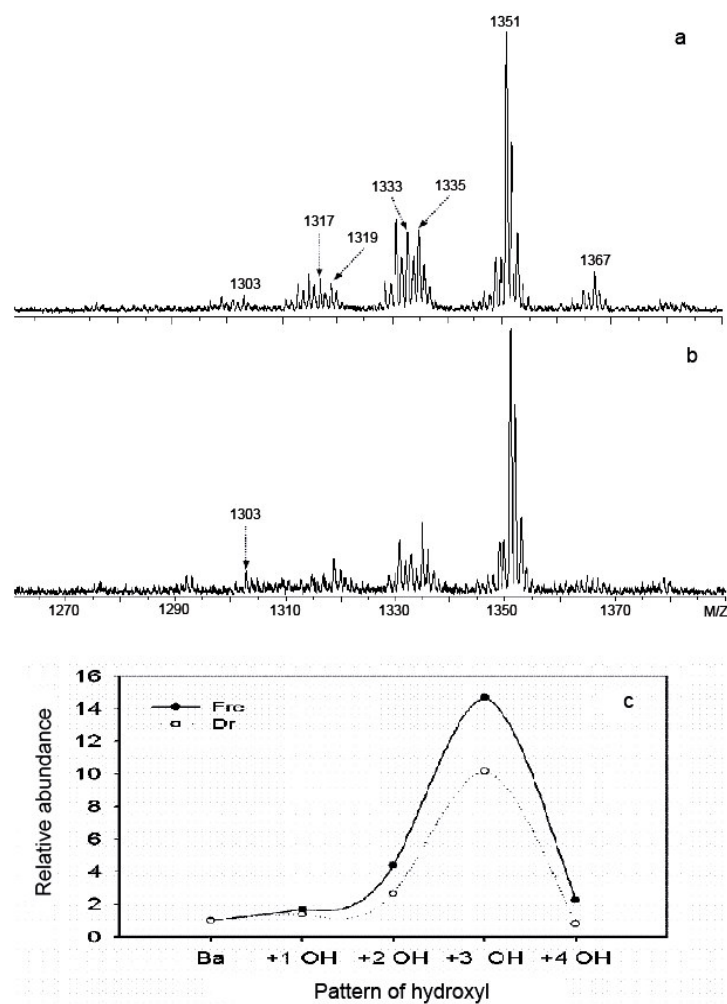 1351
a
1333
1335
1317
1319
1303
1367
b
1303
1270 1290 1310 1330 1350 1370 M/Z
16
c
Frc
14
Dr
12
10
8
6
4
2
0
Relative abundance
Ba +1 OH +2 OH +3 OH +4 OH
Pattern of hydroxyl